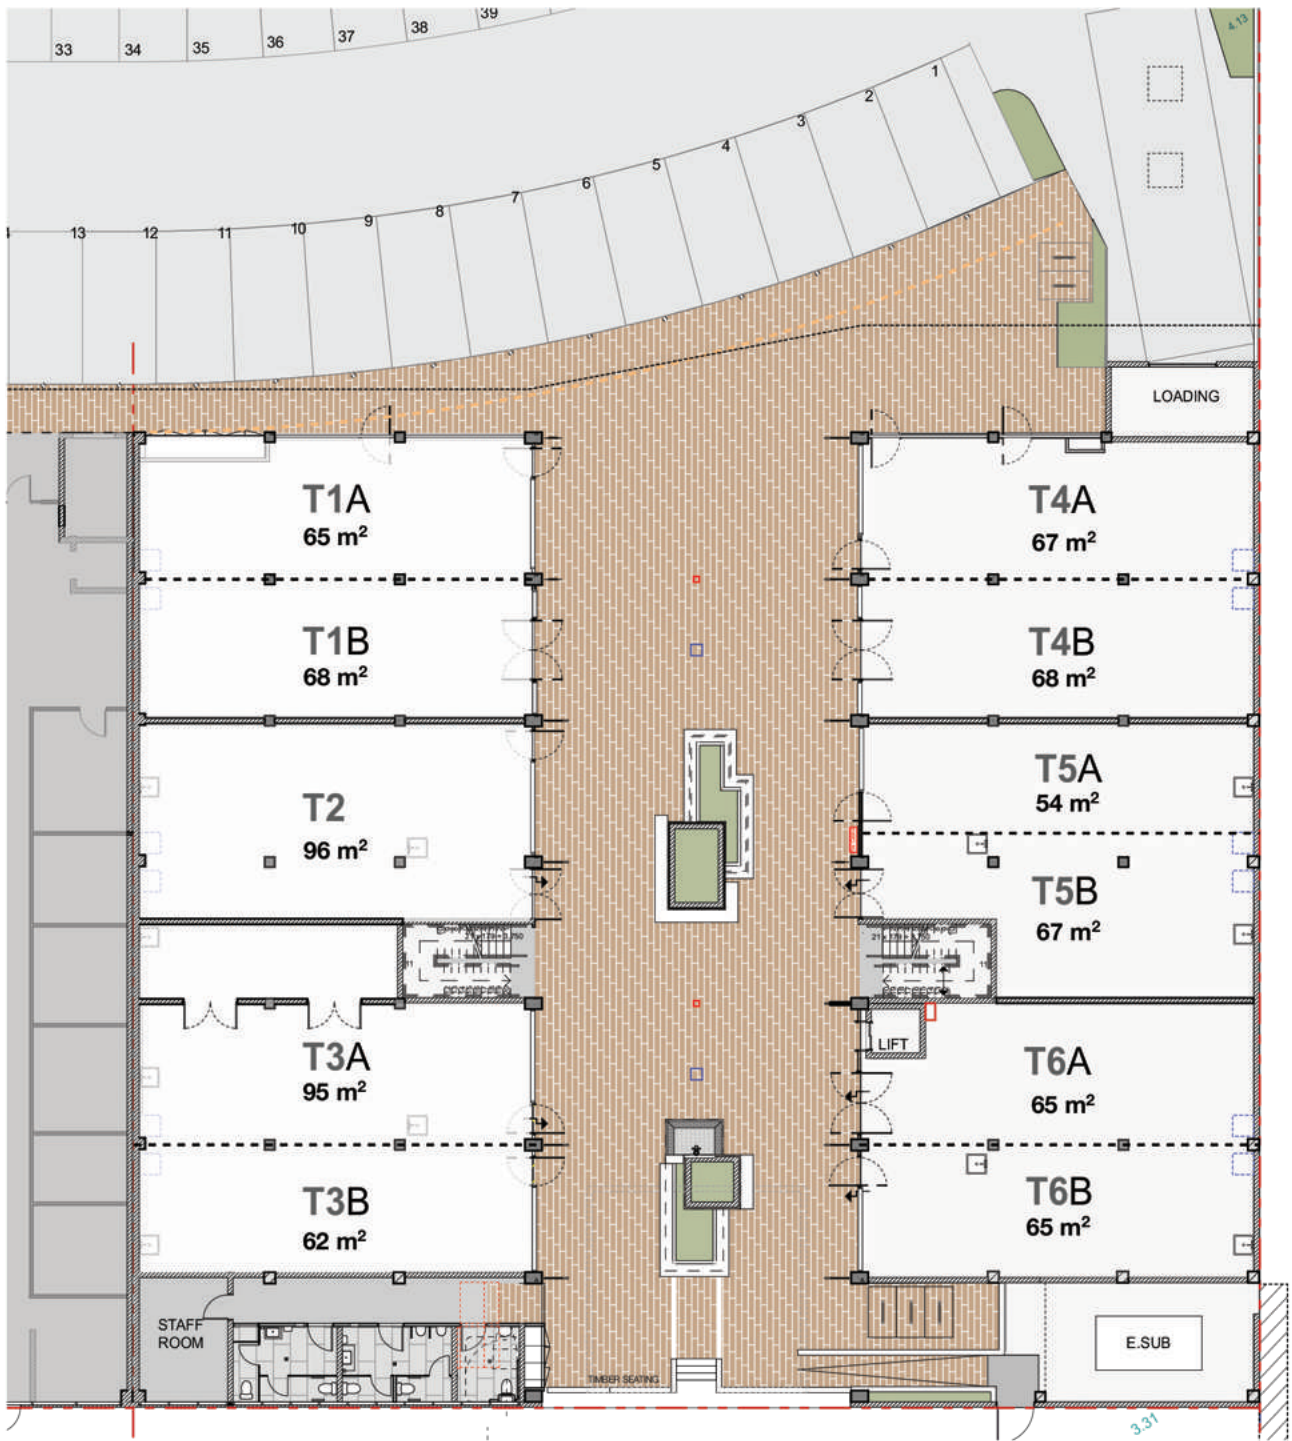 39
38
37
36
35
34
33
4.13
1
2
3
4
5
6
7
8
9
10
11
12
13
LOADING
T1A
65 m²
T4A
67 m²
T1B
68 m²
T4B
68 m²
T2
96 m²
T5A
54 m²
T5B
67 m²
11
11
LIFT
T3A
95 m²
T6A
65 m²
T3B
62 m²
T6B
65 m²
STAFF
ROOM
E.SUB
TIMBER SEATING
3.31